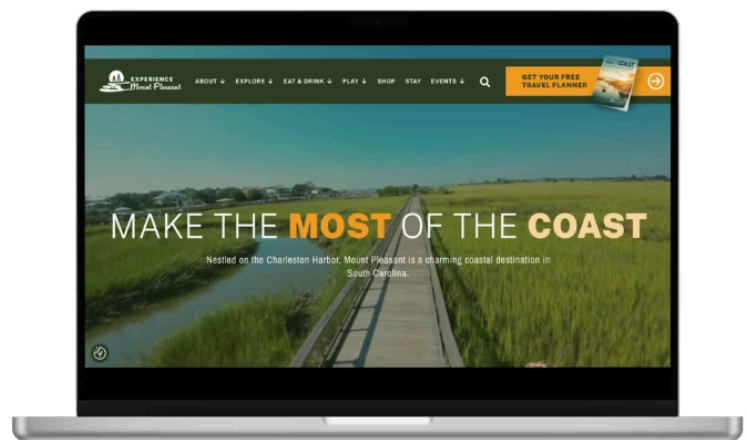 EXPERIENCE
Mount Pleasant
ABOUT ↓ EXPLORE ↓ EAT & DRINK ↓ PLAY ↓ SHOP STAY EVENTS ↓
GET YOUR FREE
TRAVEL PLANNER
COAST
MAKE THE MOST OF THE COAST
Nestled on the Charleston Harbor, Mount Pleasant is a charming coastal destination in
South Carolina.